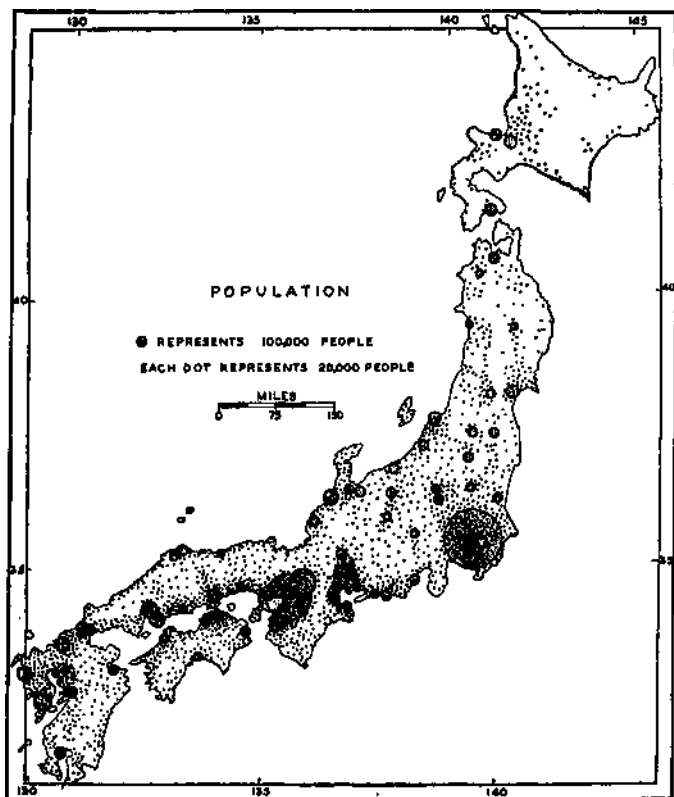 130 135 140 145
POPULATION
REPRESENTS 100,000 PEOPLE
EACH DOT REPRESENTS 20,000 PEOPLE
MILES
0 75 150
40 40
35 35
130 135 140